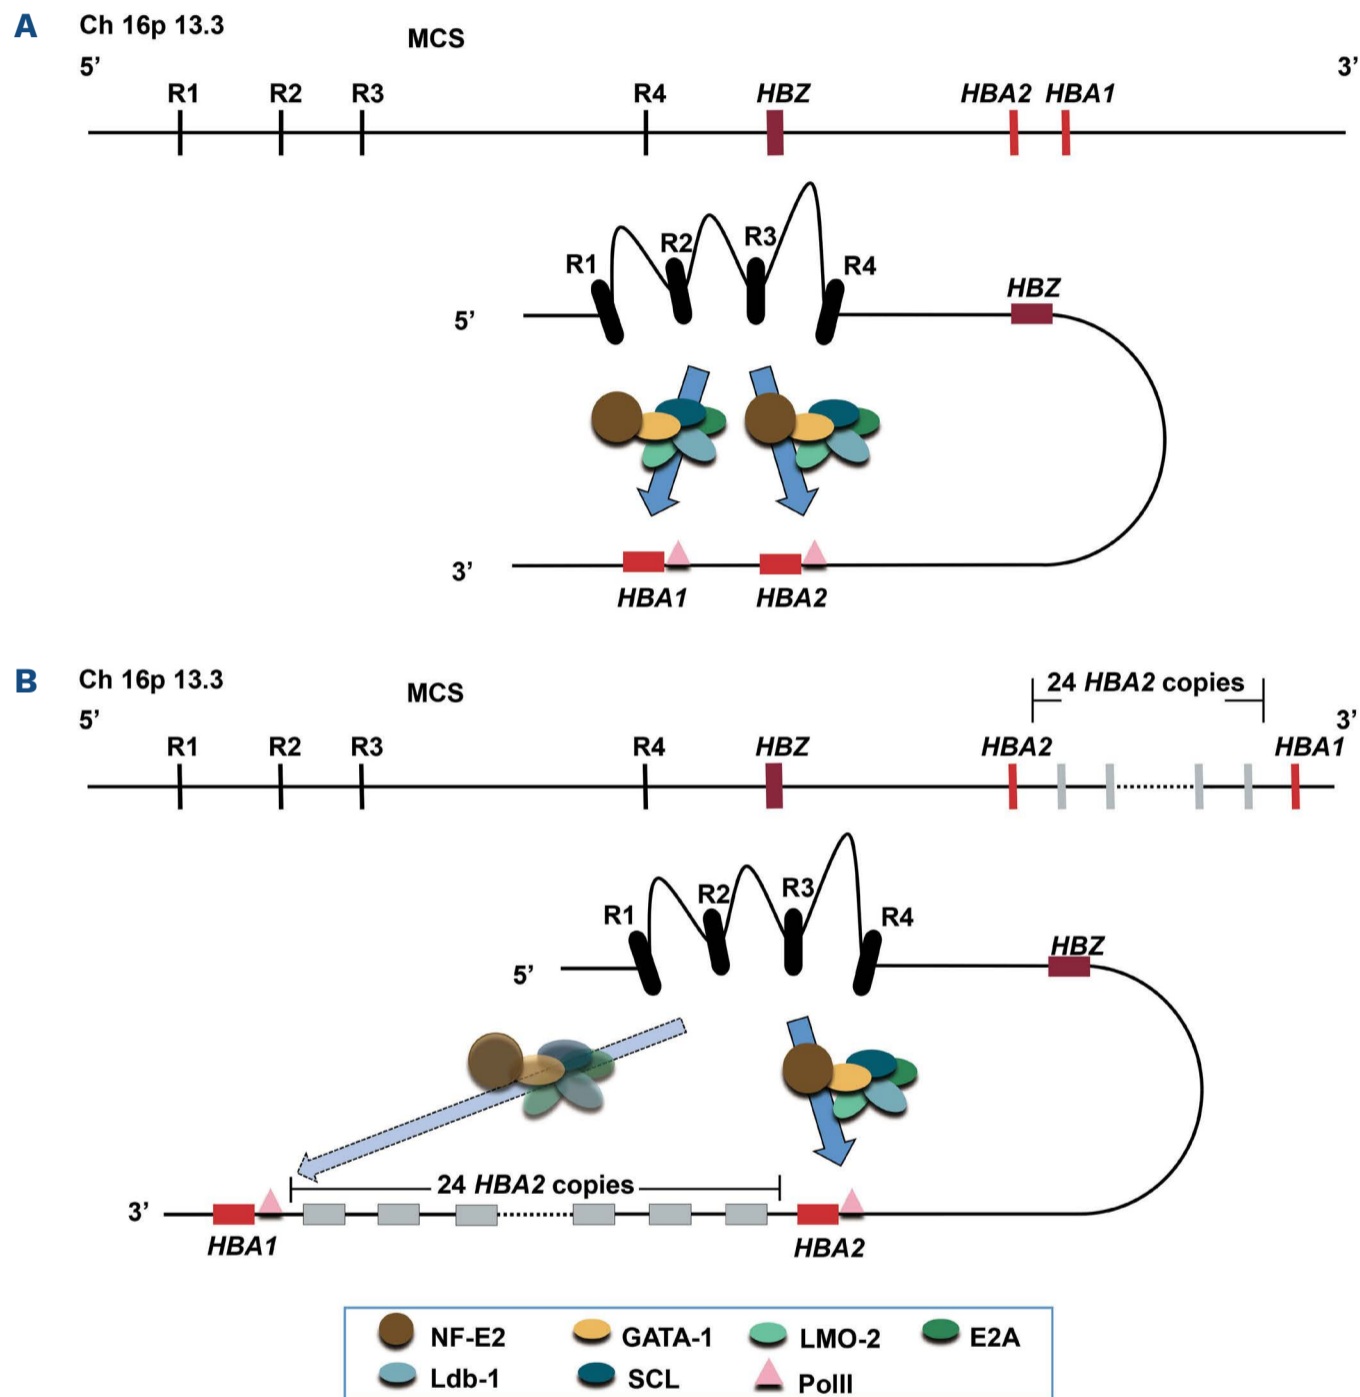 A
Ch 16p 13.3
MCS
5’
3’
R1 R2 R3 R4 HBZ HBA2 HBA1
R1 R2 R3 R4
HBZ
5’
3’
HBA1 HBA2
B
Ch 16p 13.3
MCS
24 HBA2 copies
5’
3’
R1 R2 R3 R4 HBZ HBA2 HBA1
R1 R2 R3 R4
HBZ
5’
24 HBA2 copies
3’
HBA1 HBA2
NF-E2 GATA-1 LMO-2 E2A
Ldb-1 SCL PolII